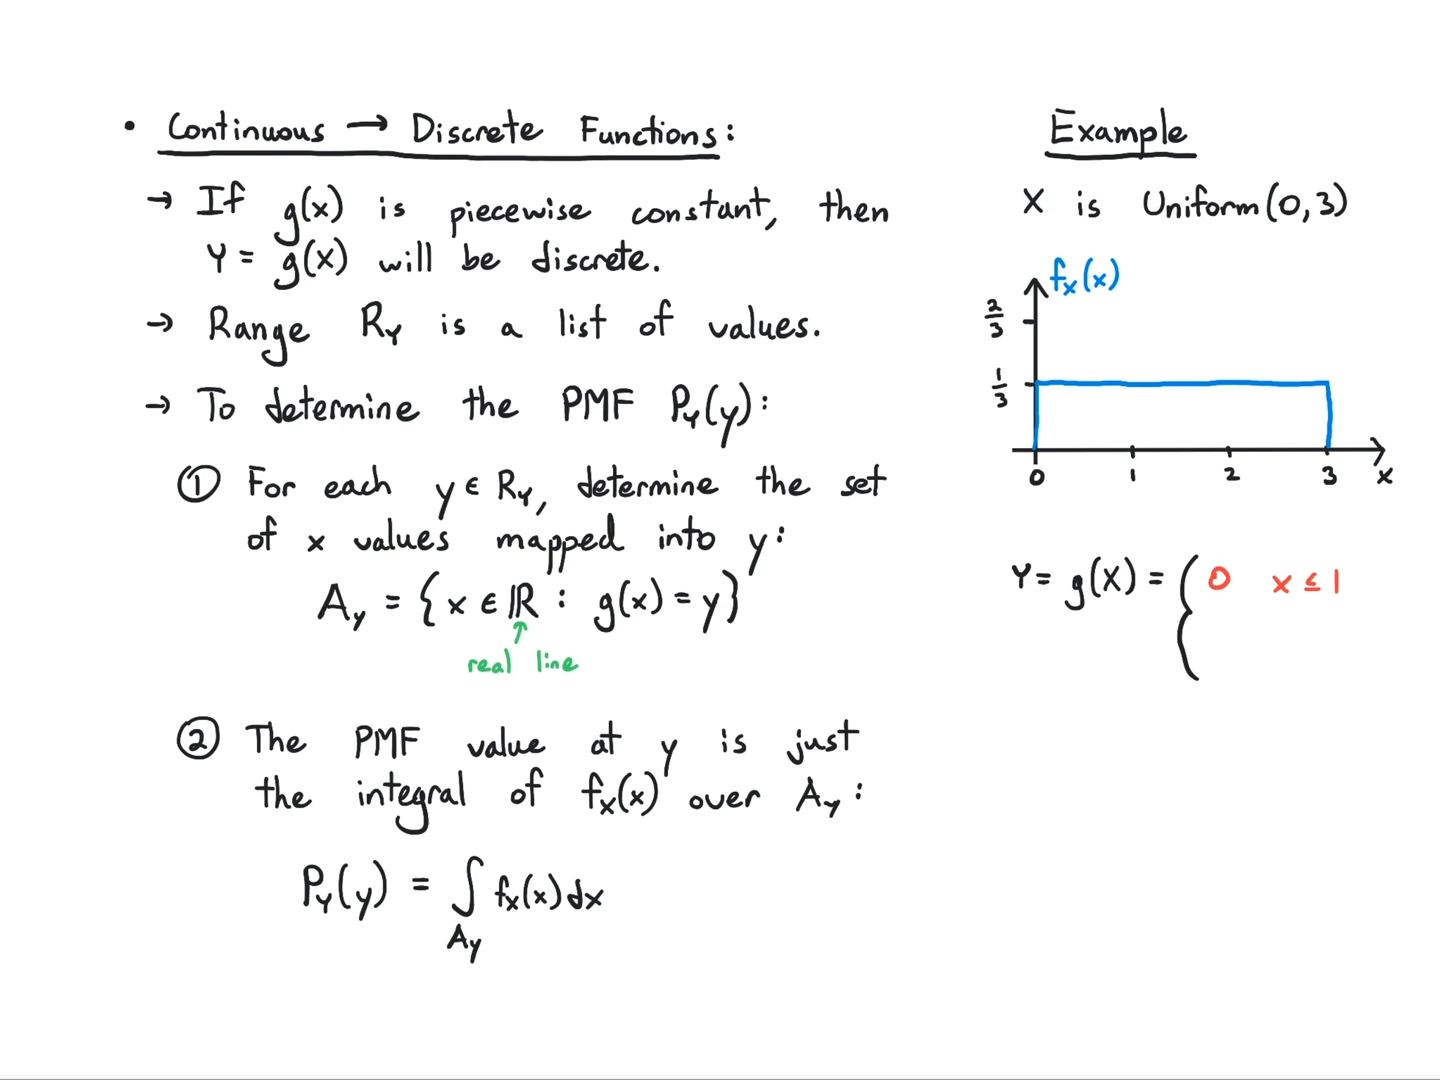 • Continuous → Discrete Functions:
→ If g(x) is piecewise constant, then
Y = g(X) will be discrete.
→ Range R_Y is a list of values.
→ To determine the PMF P_Y(y):
① For each y ∈ R_Y, determine the set
of x values mapped into y:
A_y = { x ∈ ℝ : g(x) = y }
↑
real line
② The PMF value at y is just
the integral of f_X(x) over A_y:
P_Y(y) = ∫ f_X(x) dx
A_y
Example
X is Uniform(0,3)
f_X(x)
2/3
1/3
0 1 2 3 x
Y = g(X) = { 0 x ≤ 1